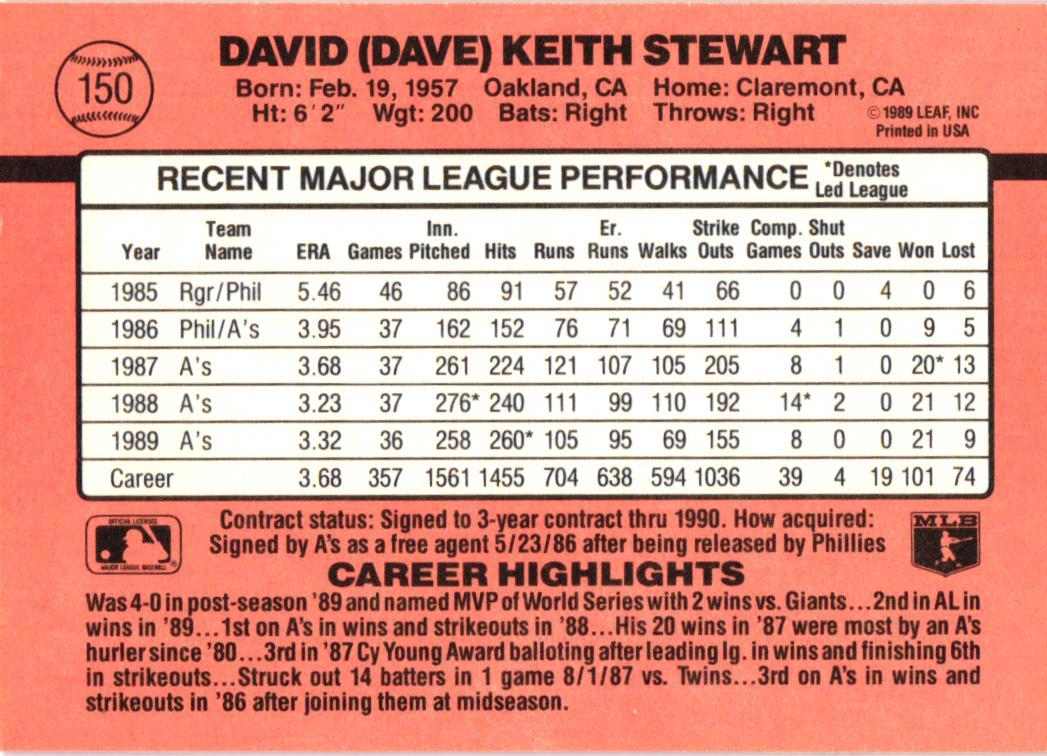 150
DAVID (DAVE) KEITH STEWART
Born: Feb. 19, 1957 Oakland, CA Home: Claremont, CA
Ht: 6' 2" Wgt: 200 Bats: Right Throws: Right
© 1989 LEAF, INC
Printed in USA
RECENT MAJOR LEAGUE PERFORMANCE *Denotes
Led League
Year Team Name ERA Games Inn. Pitched Hits Runs Er. Runs Walks Strike Outs Comp. Games Shut Outs Save Won Lost
1985 Rgr/Phil 5.46 46 86 91 57 52 41 66 0 0 4 0 6
1986 Phil/A's 3.95 37 162 152 76 71 69 111 4 1 0 9 5
1987 A's 3.68 37 261 224 121 107 105 205 8 1 0 20* 13
1988 A's 3.23 37 276* 240 111 99 110 192 14* 2 0 21 12
1989 A's 3.32 36 258 260* 105 95 69 155 8 0 0 21 9
Career 3.68 357 1561 1455 704 638 594 1036 39 4 19 101 74
OFFICIAL LICENSEE
MAJOR LEAGUE BASEBALL ®
Contract status: Signed to 3-year contract thru 1990. How acquired:
Signed by A's as a free agent 5/23/86 after being released by Phillies
MLB
CAREER HIGHLIGHTS
Was 4-0 in post-season '89 and named MVP of World Series with 2 wins vs. Giants...2nd in AL in
wins in '89...1st on A's in wins and strikeouts in '88...His 20 wins in '87 were most by an A's
hurler since '80...3rd in '87 Cy Young Award balloting after leading lg. in wins and finishing 6th
in strikeouts...Struck out 14 batters in 1 game 8/1/87 vs. Twins...3rd on A's in wins and
strikeouts in '86 after joining them at midseason.